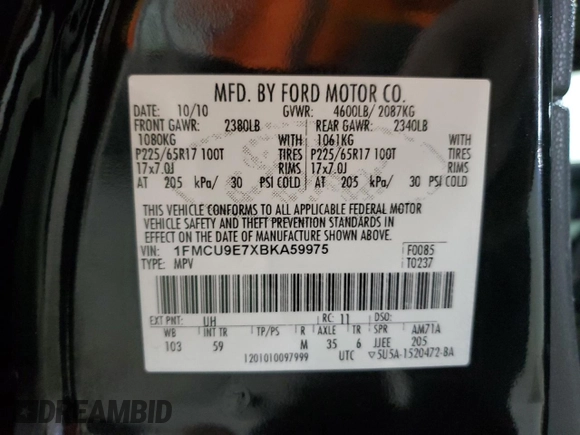 MFD. BY FORD MOTOR CO.
DATE: 10/10 GVWR: 4600LB/ 2087KG
FRONT GAWR: 2380LB REAR GAWR: 2340LB
1080KG WITH 1061KG WITH
P225/65R17 100T TIRES P225/65R17 100T TIRES
17x7.0J RIMS 17x7.0J RIMS
AT 205 kPa/ 30 PSI COLD AT 205 kPa/ 30 PSI COLD
THIS VEHICLE CONFORMS TO ALL APPLICABLE FEDERAL MOTOR
VEHICLE SAFETY AND THEFT PREVENTION STANDARDS IN
EFFECT ON THE DATE OF MANUFACTURE SHOWN ABOVE.
VIN: 1FMCU9E7XBKA59975 F0085
TYPE: MPV T0237
EXT PNT: UH RC: 11 DSO:
WB INT TR TP/PS R AXLE TR SPR AM71A
103 59 M 35 6 JJEE 205
1201010097999 UTC ▽5U5A-1520472-BA
DREAMBID